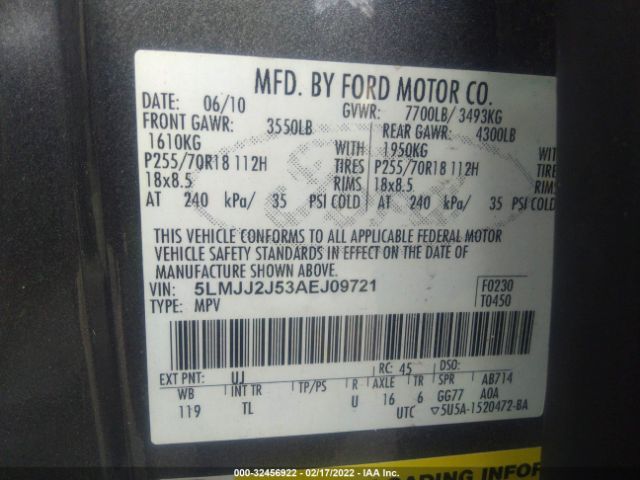 MFD. BY FORD MOTOR CO.
DATE: 06/10 GVWR: 7700LB/ 3493KG
FRONT GAWR: 3550LB REAR GAWR: 4300LB
1610KG WITH 1950KG WITH
P255/70R18 112H TIRES P255/70R18 112H TIRES
18x8.5 RIMS 18x8.5 RIMS
AT 240 kPa/ 35 PSI COLD AT 240 kPa/ 35 PSI COLD
THIS VEHICLE CONFORMS TO ALL APPLICABLE FEDERAL MOTOR
VEHICLE SAFETY STANDARDS IN EFFECT ON THE DATE OF
MANUFACTURE SHOWN ABOVE.
VIN: 5LMJJ2J53AEJ09721 F0230
TYPE: MPV T0450
EXT PNT: UJ RC: 45 DSO:
WB INT TR TP/PS R AXLE TR SPR AB714
119 TL U 16 6 GG77 A0A
UTC ▽5U5A-1520472-BA
000-32456922 - 02/17/2022 - IAA Inc.